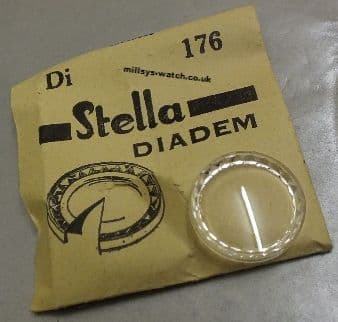 Di 176
millsys-watch.co.uk
Stella
DIADEM